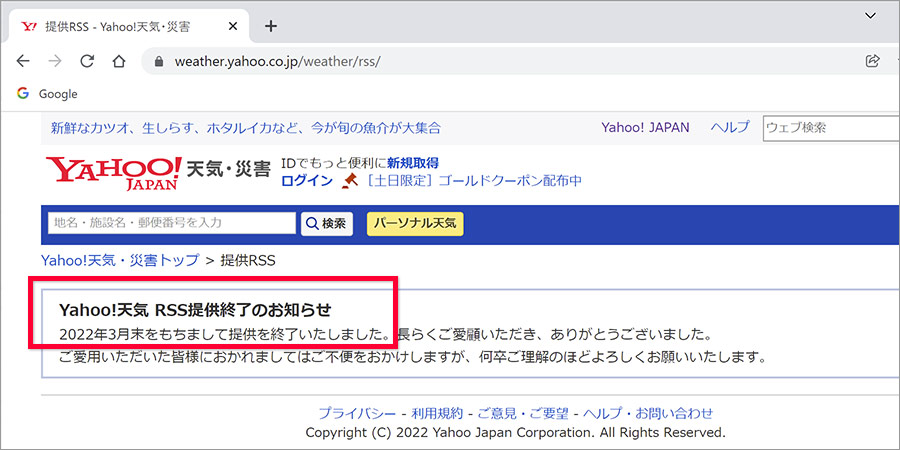 提供RSS - Yahoo!天気・災害
weather.yahoo.co.jp/weather/rss/
Google
新鮮なカツオ、生しらす、ホタルイカなど、今が旬の魚介が大集合 Yahoo! JAPAN ヘルプ ウェブ検索
YAHOO! JAPAN 天気・災害
IDでもっと便利に新規取得
ログイン [土日限定]ゴールドクーポン配布中
地名・施設名・郵便番号を入力 検索 パーソナル天気
Yahoo!天気・災害トップ > 提供RSS
Yahoo!天気 RSS提供終了のお知らせ
2022年3月末をもちまして提供を終了いたしました。長らくご愛顧いただき、ありがとうございました。
ご愛用いただいた皆様におかれましてはご不便をおかけしますが、何卒ご理解のほどよろしくお願いいたします。
プライバシー - 利用規約 - ご意見・ご要望 - ヘルプ・お問い合わせ
Copyright (C) 2022 Yahoo Japan Corporation. All Rights Reserved.